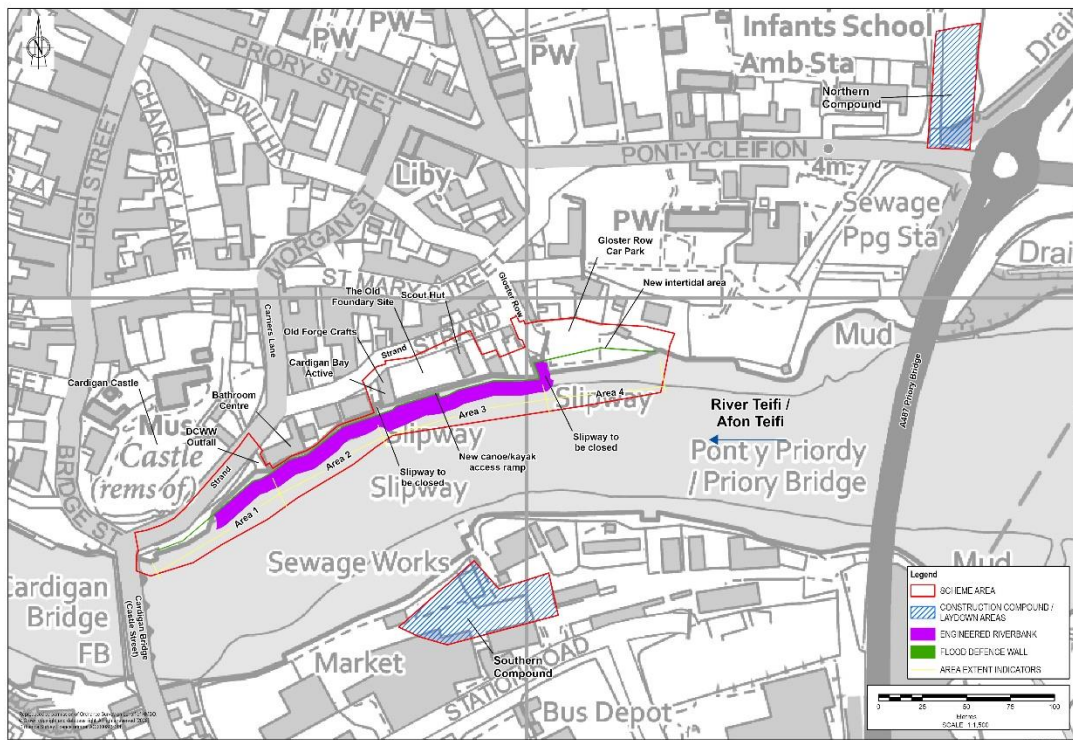 N
PW
PW
PRIORY STREET
PWLLHAI
CHANCERY LANE
HIGH STREET
MORGAN ST
Liby
PW
Infants School
Amb Sta
Northern
Compound
Drain
PONT-Y-CLEIFION
4m
PW
Sewage
Ppg Sta
Drai
Gloster Row
Car Park
New intertidal area
ST MARY STREET
The Old
Foundary Site
Scout Hut
Gloster Row
STRAND
Strand
Old Forge Crafts
Cardigan Bay
Active
Carriers Lane
Cardigan Castle
Bathroom
Centre
Mus
Castle
(rems of)
DCWW
Outfall
Strand
BRIDGE ST
Mud
A487 Priory Bridge
Area 4
Slipway
Area 3
Slipway
Area 2
Slipway
Area 1
Slipway to
be closed
New canoe/kayak
access ramp
Slipway to
be closed
River Teifi /
Afon Teifi
Pont y Priordy
/ Priory Bridge
Sewage Works
Mud
Cardigan
Bridge
FB
Cardigan Bridge
(Castle Street)
Market
Southern
Compound
STATION ROAD
Bus Depot
Legend
SCHEME AREA
CONSTRUCTION COMPOUND /
LAYDOWN AREAS
ENGINEERED RIVERBANK
FLOOD DEFENCE WALL
AREA EXTENT INDICATORS
0 25 50 75 100
Metres
SCALE 1:1,500